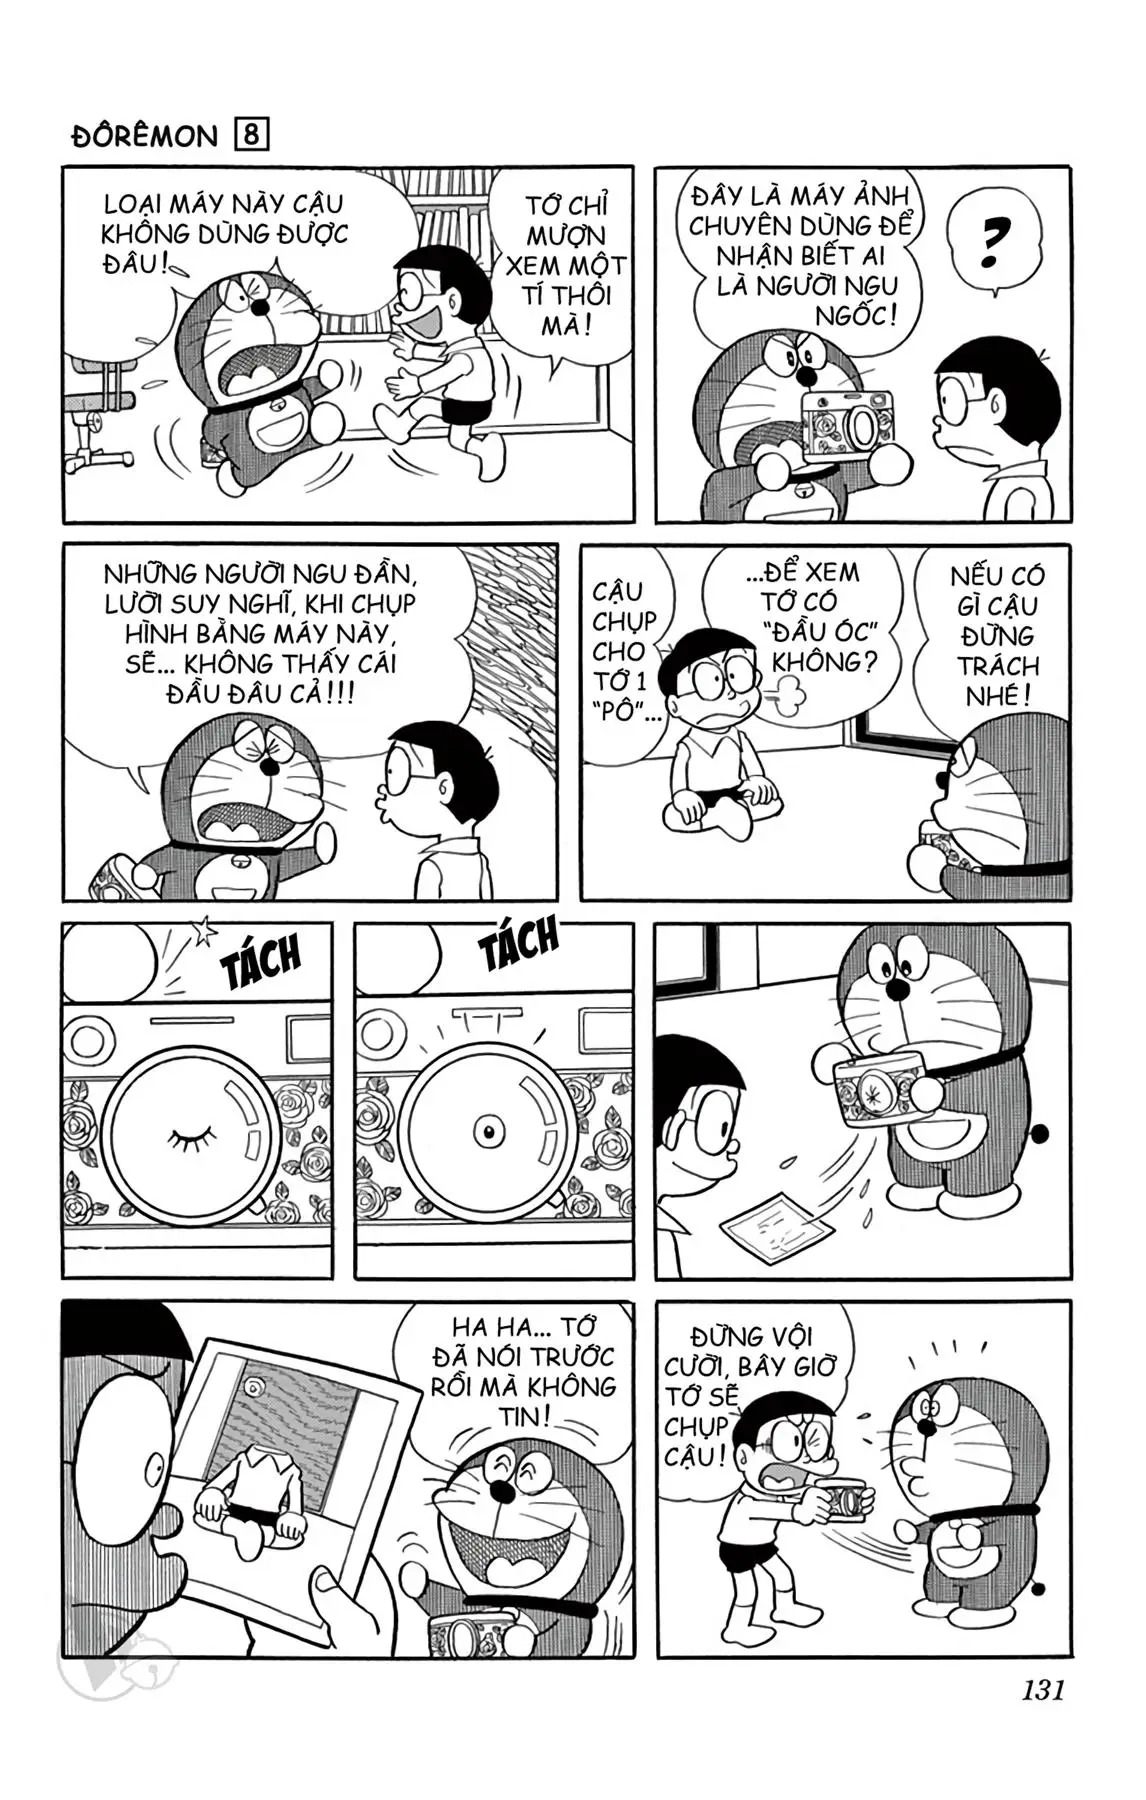 ĐÔRÊMON 8
LOẠI MÁY NÀY CẬU
KHÔNG DÙNG ĐƯỢC
ĐÂU!
TỚ CHỈ
MƯỢN
XEM MỘT
TÍ THÔI
MÀ!
ĐÂY LÀ MÁY ẢNH
CHUYÊN DÙNG ĐỂ
NHẬN BIẾT AI
LÀ NGƯỜI NGU
NGỐC!
?
NHỮNG NGƯỜI NGU ĐẦN,
LƯỜI SUY NGHĨ, KHI CHỤP
HÌNH BẰNG MÁY NÀY,
SẼ... KHÔNG THẤY CÁI
ĐẦU ĐÂU CẢ!!!
CẬU
CHỤP
CHO
TỚ 1
"PÔ"...
...ĐỂ XEM
TỚ CÓ
"ĐẦU ÓC"
KHÔNG?
NẾU CÓ
GÌ CẬU
ĐỪNG
TRÁCH
NHÉ!
TÁCH
TÁCH
HA HA... TỚ
ĐÃ NÓI TRƯỚC
RỒI MÀ KHÔNG
TIN!
ĐỪNG VỘI
CƯỜI, BÂY GIỜ
TỚ SẼ
CHỤP
CẬU!
131